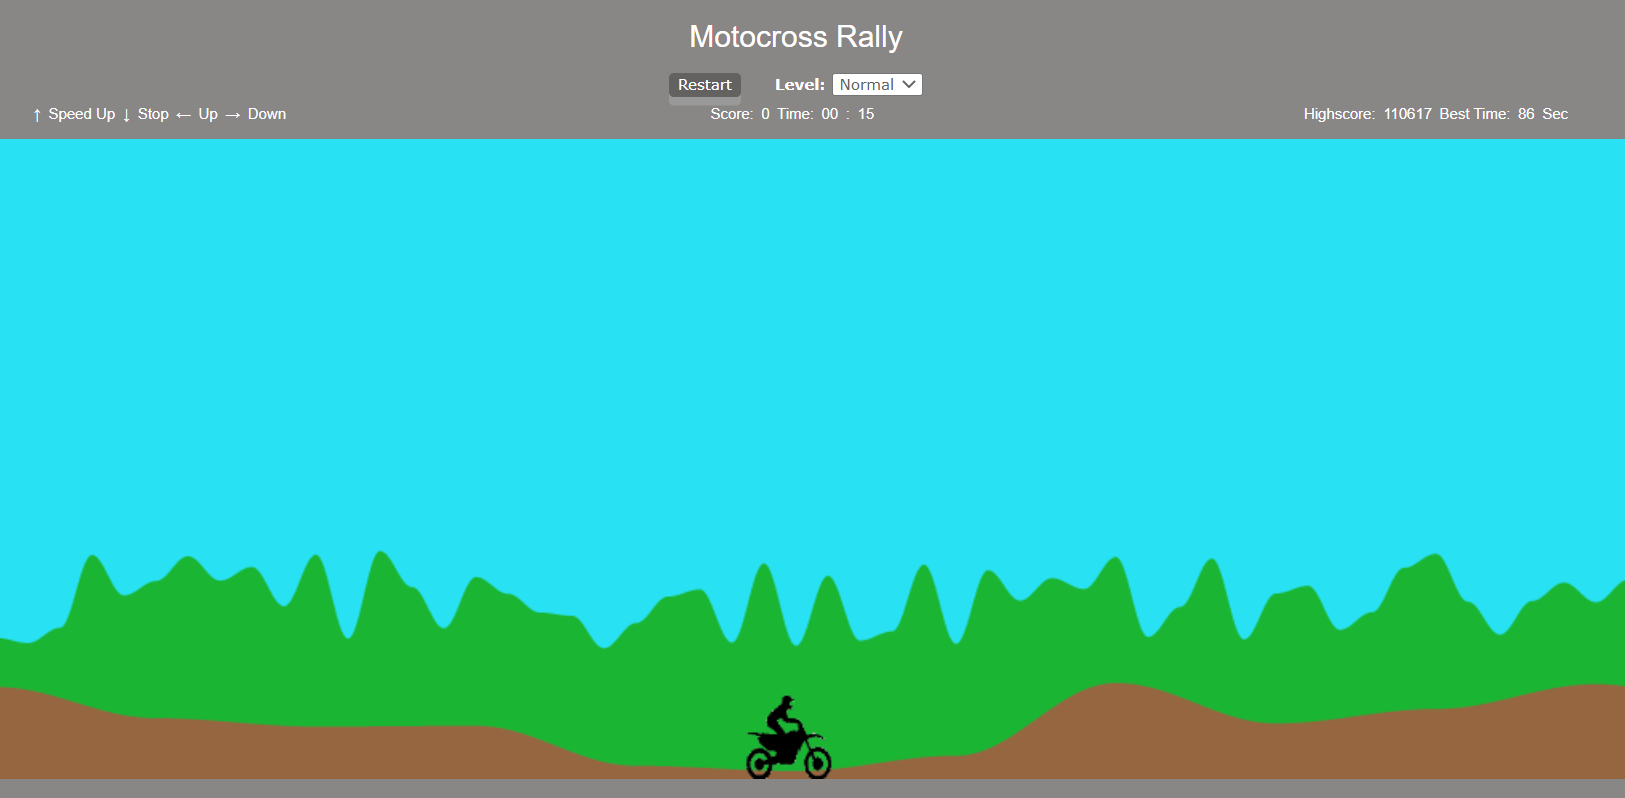 Motocross Rally
Restart Level: Normal
↑ Speed Up ↓ Stop ← Up → Down Score: 0 Time: 00 : 15 Highscore: 110617 Best Time: 86 Sec